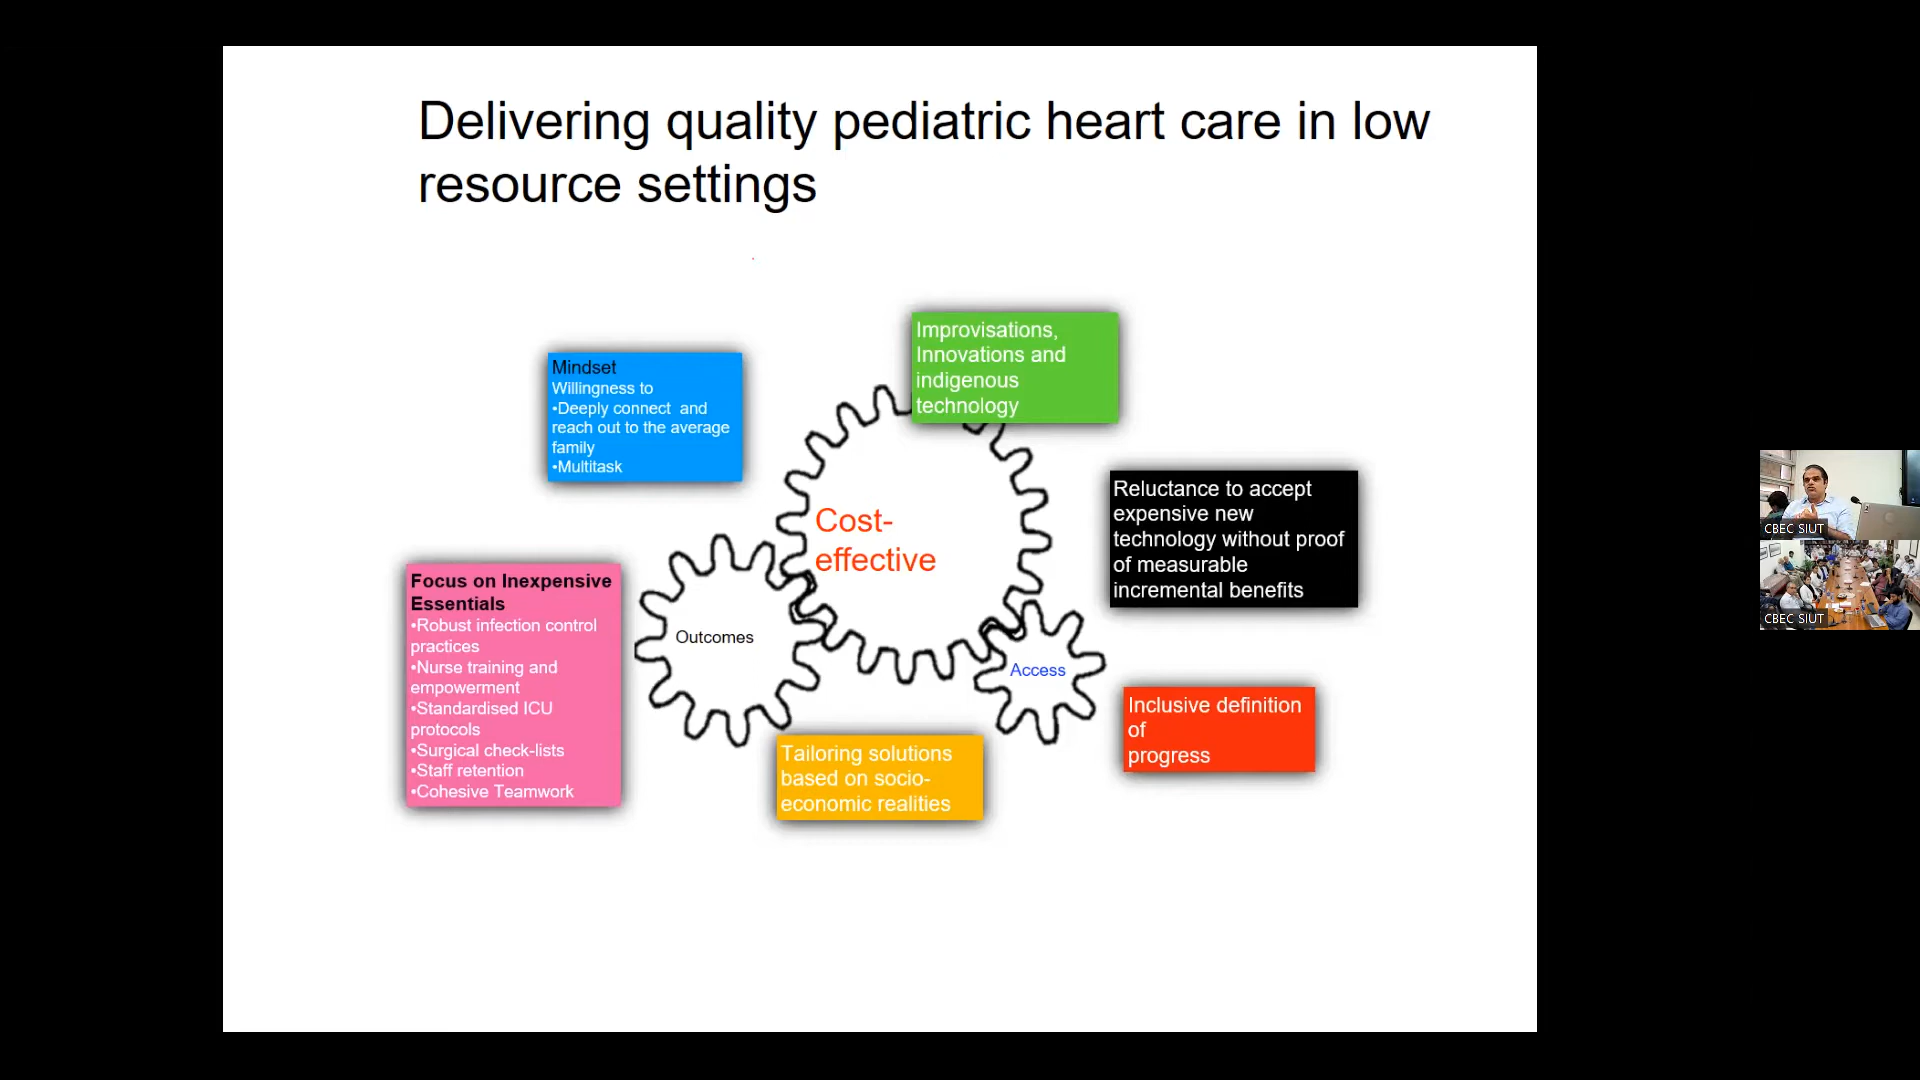 Delivering quality pediatric heart care in low
resource settings
Improvisations,
Innovations and
indigenous
technology
Mindset
Willingness to
•Deeply connect and
reach out to the average
family
•Multitask
Reluctance to accept
expensive new
technology without proof
of measurable
incremental benefits
Cost-
effective
Focus on Inexpensive
Essentials
•Robust infection control
practices
•Nurse training and
empowerment
•Standardised ICU
protocols
•Surgical check-lists
•Staff retention
•Cohesive Teamwork
Outcomes
Access
Inclusive definition
of
progress
Tailoring solutions
based on socio-
economic realities
CBEC SIUT
CBEC SIUT